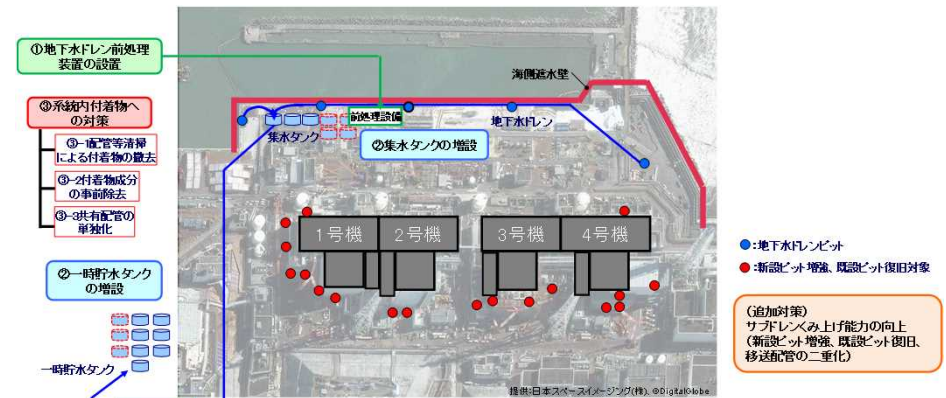 ①地下水ドレン前処理
装置の設置
海側遮水壁
③系統内付着物へ
の対策
前処理設備
地下水ドレン
集水タンク
②集水タンクの増設
③-1配管等清掃
による付着物の撤去
③-2付着物成分
の事前除去
③-3共有配管の
単独化
1号機
2号機
3号機
4号機
●:地下水ドレンピット
●:新設ピット増強、既設ピット復旧対象
②一時貯水タンク
の増設
(追加対策)
サブドレンくみ上げ能力の向上
(新設ピット増強、既設ピット復旧、
移送配管の二重化)
一時貯水タンク
提供:日本スペースイメージング(株)、©DigitalGlobe